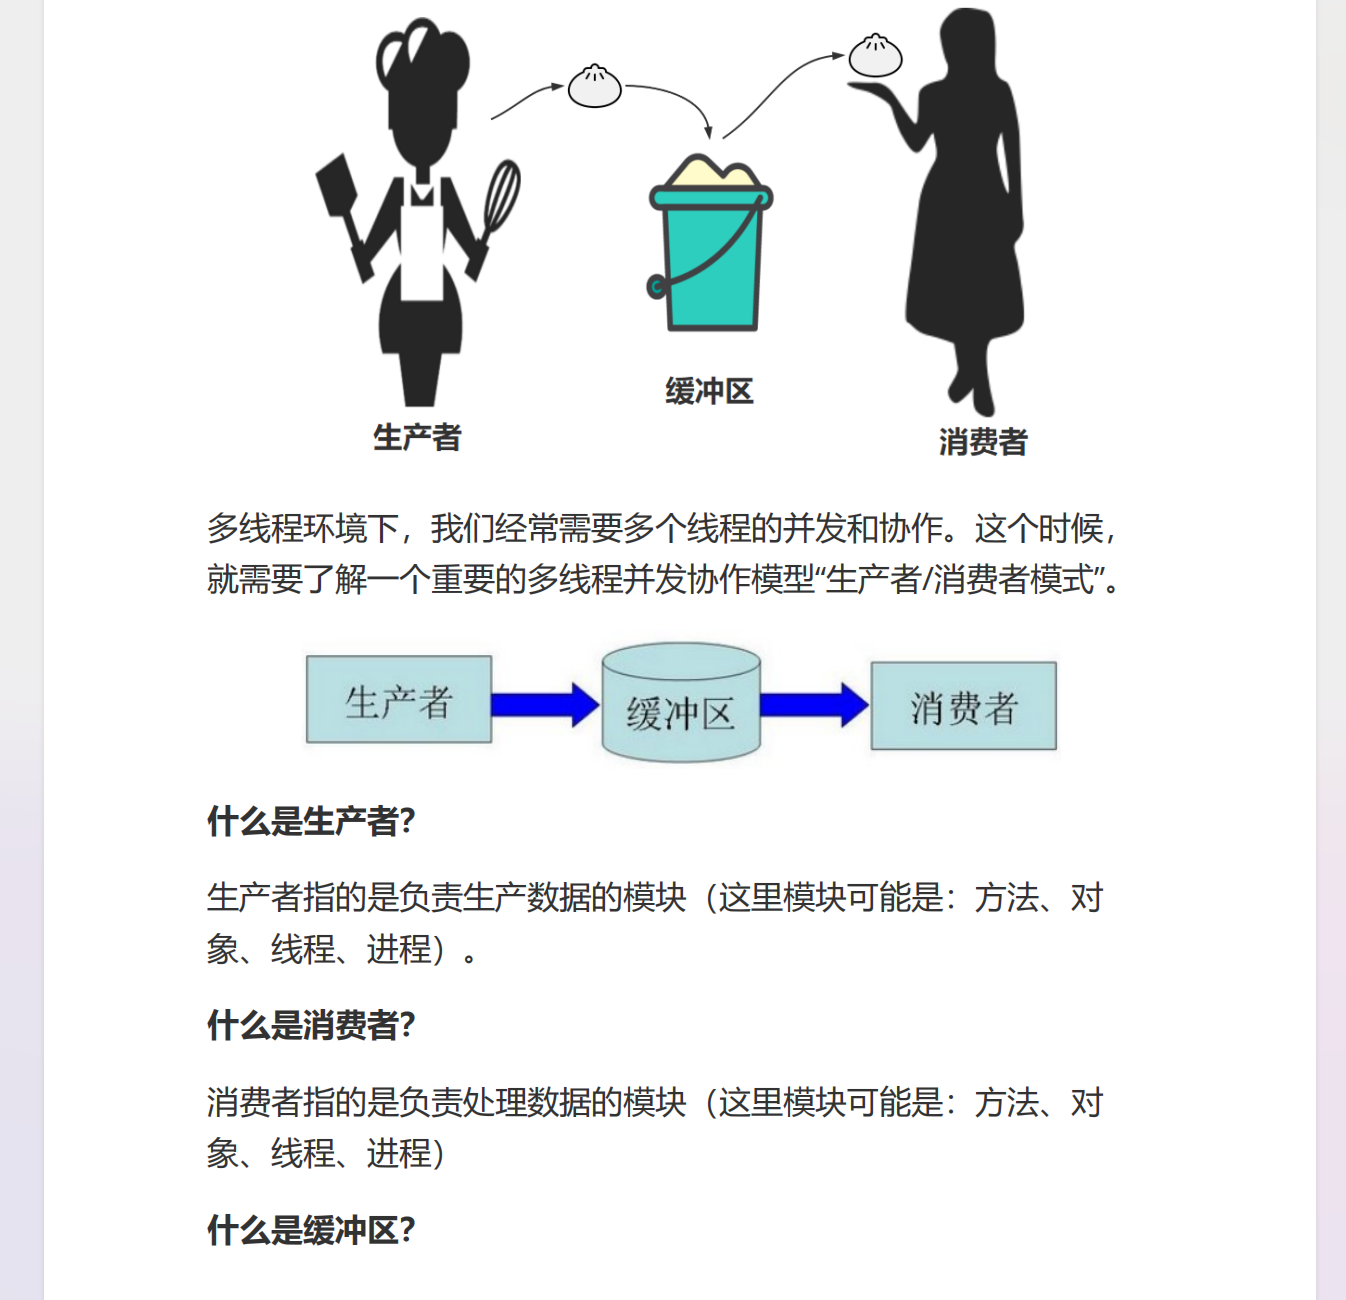 缓冲区
生产者
消费者
多线程环境下，我们经常需要多个线程的并发和协作。这个时候，
就需要了解一个重要的多线程并发协作模型“生产者/消费者模式”。
生产者
缓冲区
消费者
什么是生产者？
生产者指的是负责生产数据的模块（这里模块可能是：方法、对
象、线程、进程）。
什么是消费者？
消费者指的是负责处理数据的模块（这里模块可能是：方法、对
象、线程、进程）
什么是缓冲区？